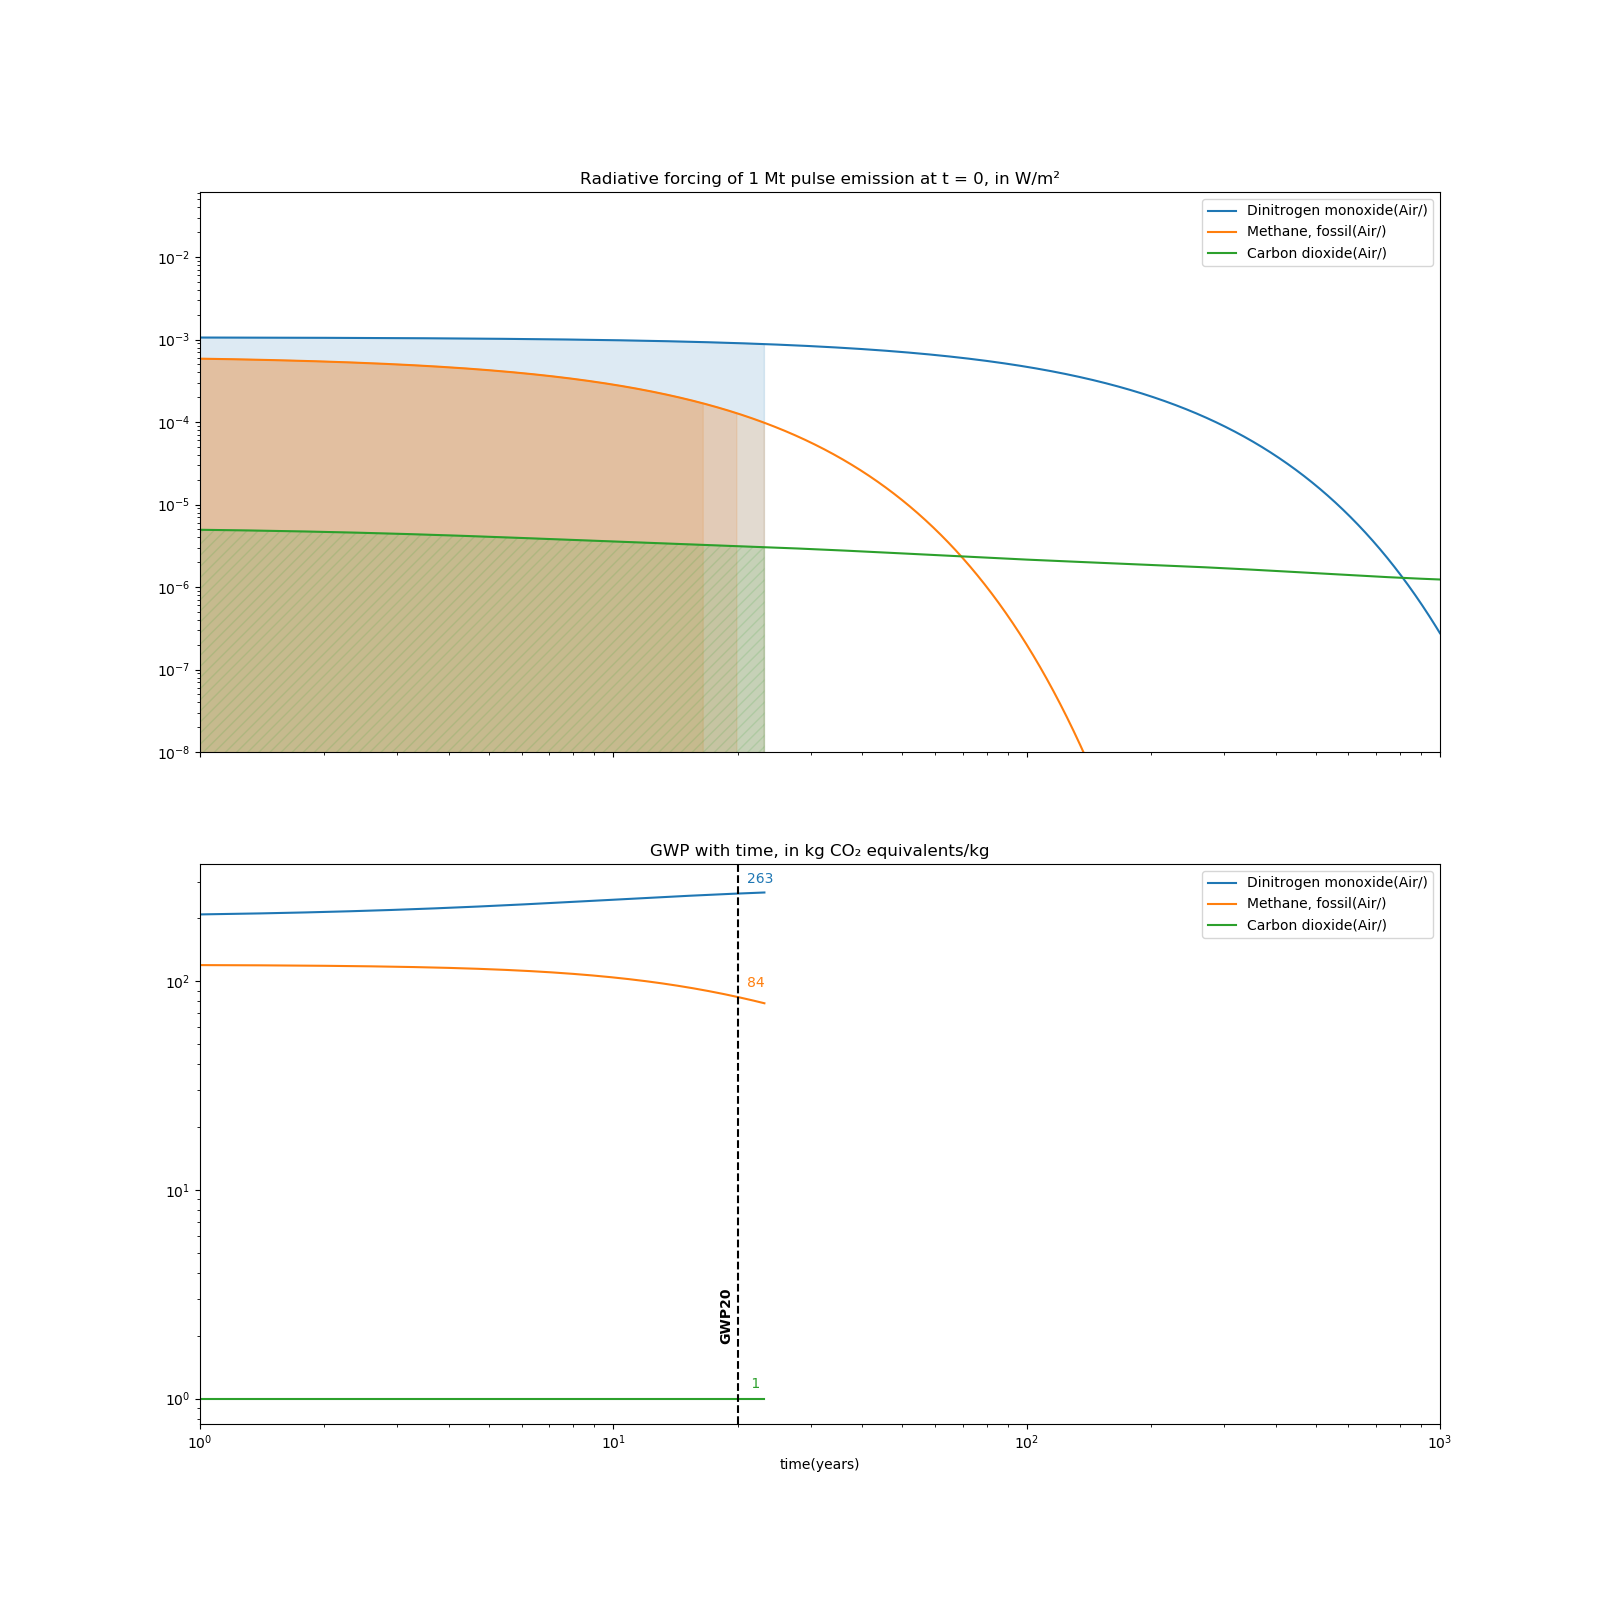 Radiative forcing of 1 Mt pulse emission at t = 0, in W/m²
Dinitrogen monoxide(Air/)
Methane, fossil(Air/)
Carbon dioxide(Air/)
10⁻²
10⁻³
10⁻⁴
10⁻⁵
10⁻⁶
10⁻⁷
10⁻⁸
GWP with time, in kg CO₂ equivalents/kg
263
Dinitrogen monoxide(Air/)
Methane, fossil(Air/)
Carbon dioxide(Air/)
84
10²
10¹
GWP20
1
10⁰
10⁰ 10¹ 10² 10³
time(years)